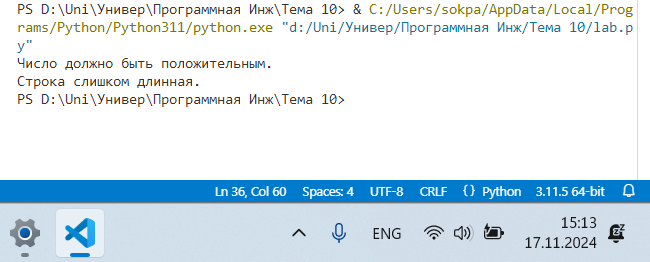 PS D:\Uni\Универ\Программная Инж\Тема 10> & C:/Users/sokpa/AppData/Local/Prog
rams/Python/Python311/python.exe "d:/Uni/Универ/Программная Инж/Тема 10/lab.p
y"
Число должно быть положительным.
Строка слишком длинная.
PS D:\Uni\Универ\Программная Инж\Тема 10>
Ln 36, Col 60 Spaces: 4 UTF-8 CRLF {} Python 3.11.5 64-bit
ENG 15:13
17.11.2024